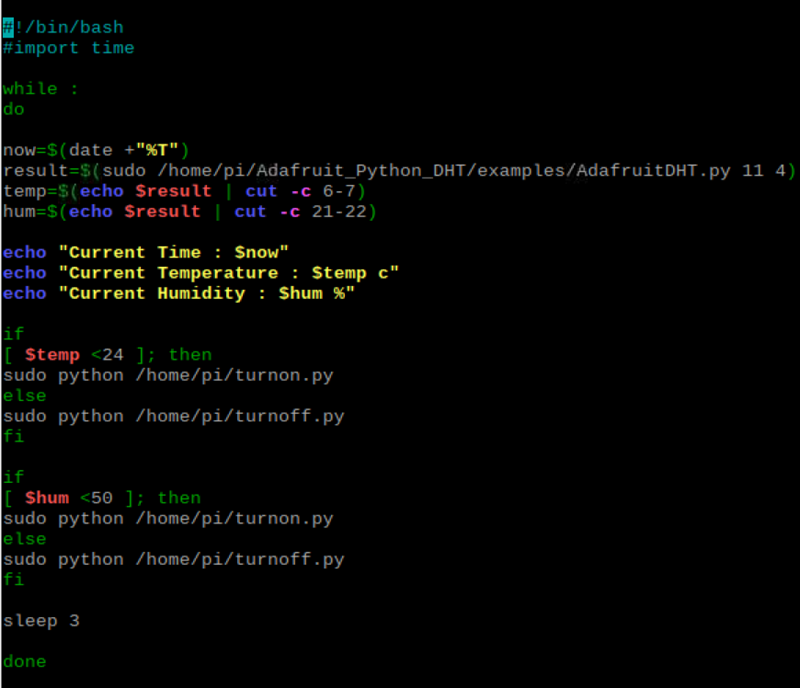 #!/bin/bash
#import time
while :
do
now=$(date +"%T")
result=$(sudo /home/pi/Adafruit_Python_DHT/examples/AdafruitDHT.py 11 4)
temp=$(echo $result | cut -c 6-7)
hum=$(echo $result | cut -c 21-22)
echo "Current Time : $now"
echo "Current Temperature : $temp c"
echo "Current Humidity : $hum %"
if
[ $temp <24 ]; then
sudo python /home/pi/turnon.py
else
sudo python /home/pi/turnoff.py
fi
if
[ $hum <50 ]; then
sudo python /home/pi/turnon.py
else
sudo python /home/pi/turnoff.py
fi
sleep 3
done